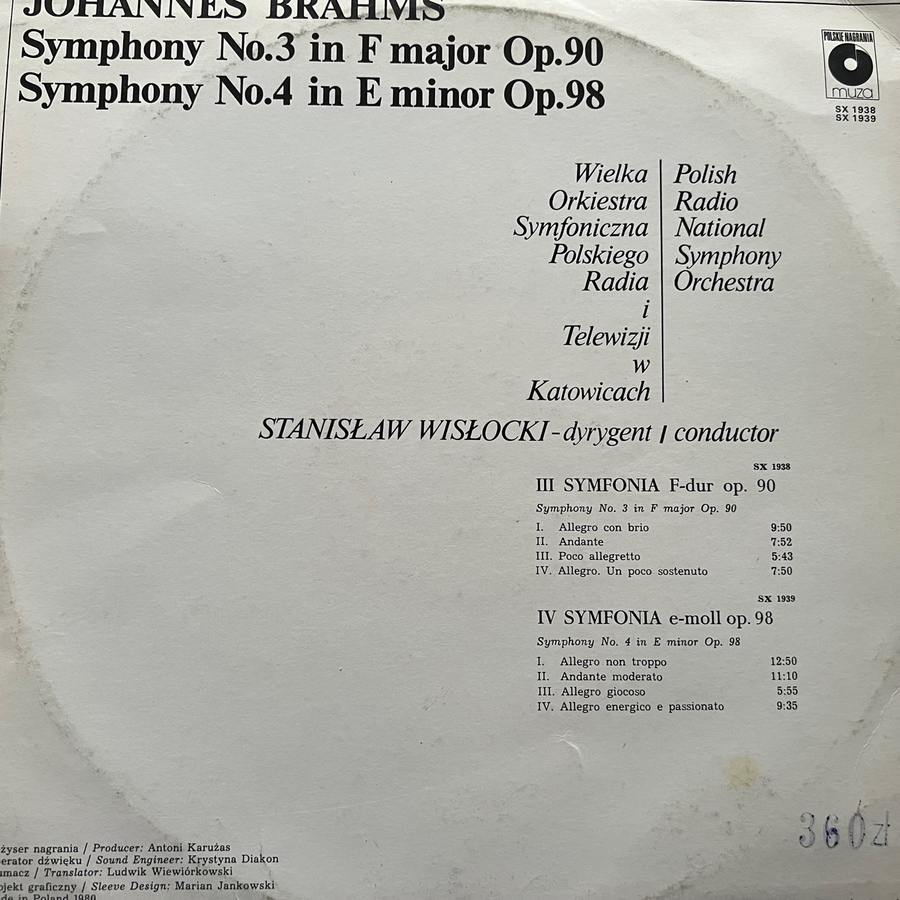 JOHANNES BRAHMS
Symphony No.3 in F major Op.90
Symphony No.4 in E minor Op.98
POLSKIE NAGRANIA
muza
SX 1938
SX 1939
Wielka
Orkiestra
Symfoniczna
Polskiego
Radia
i
Telewizji
w
Katowicach
Polish
Radio
National
Symphony
Orchestra
STANISŁAW WISŁOCKI - dyrygent / conductor
SX 1938
III SYMFONIA F-dur op. 90
Symphony No. 3 in F major Op. 90
I. Allegro con brio 9:50
II. Andante 7:52
III. Poco allegretto 5:43
IV. Allegro. Un poco sostenuto 7:50
SX 1939
IV SYMFONIA e-moll op. 98
Symphony No. 4 in E minor Op. 98
I. Allegro non troppo 12:50
II. Andante moderato 11:10
III. Allegro giocoso 5:55
IV. Allegro energico e passionato 9:35
360 zł
żyser nagrania / Producer: Antoni Karużas
erator dźwięku / Sound Engineer: Krystyna Diakon
umacz / Translator: Ludwik Wiewiórkowski
ojekt graficzny / Sleeve Design: Marian Jankowski
de in Poland 1980